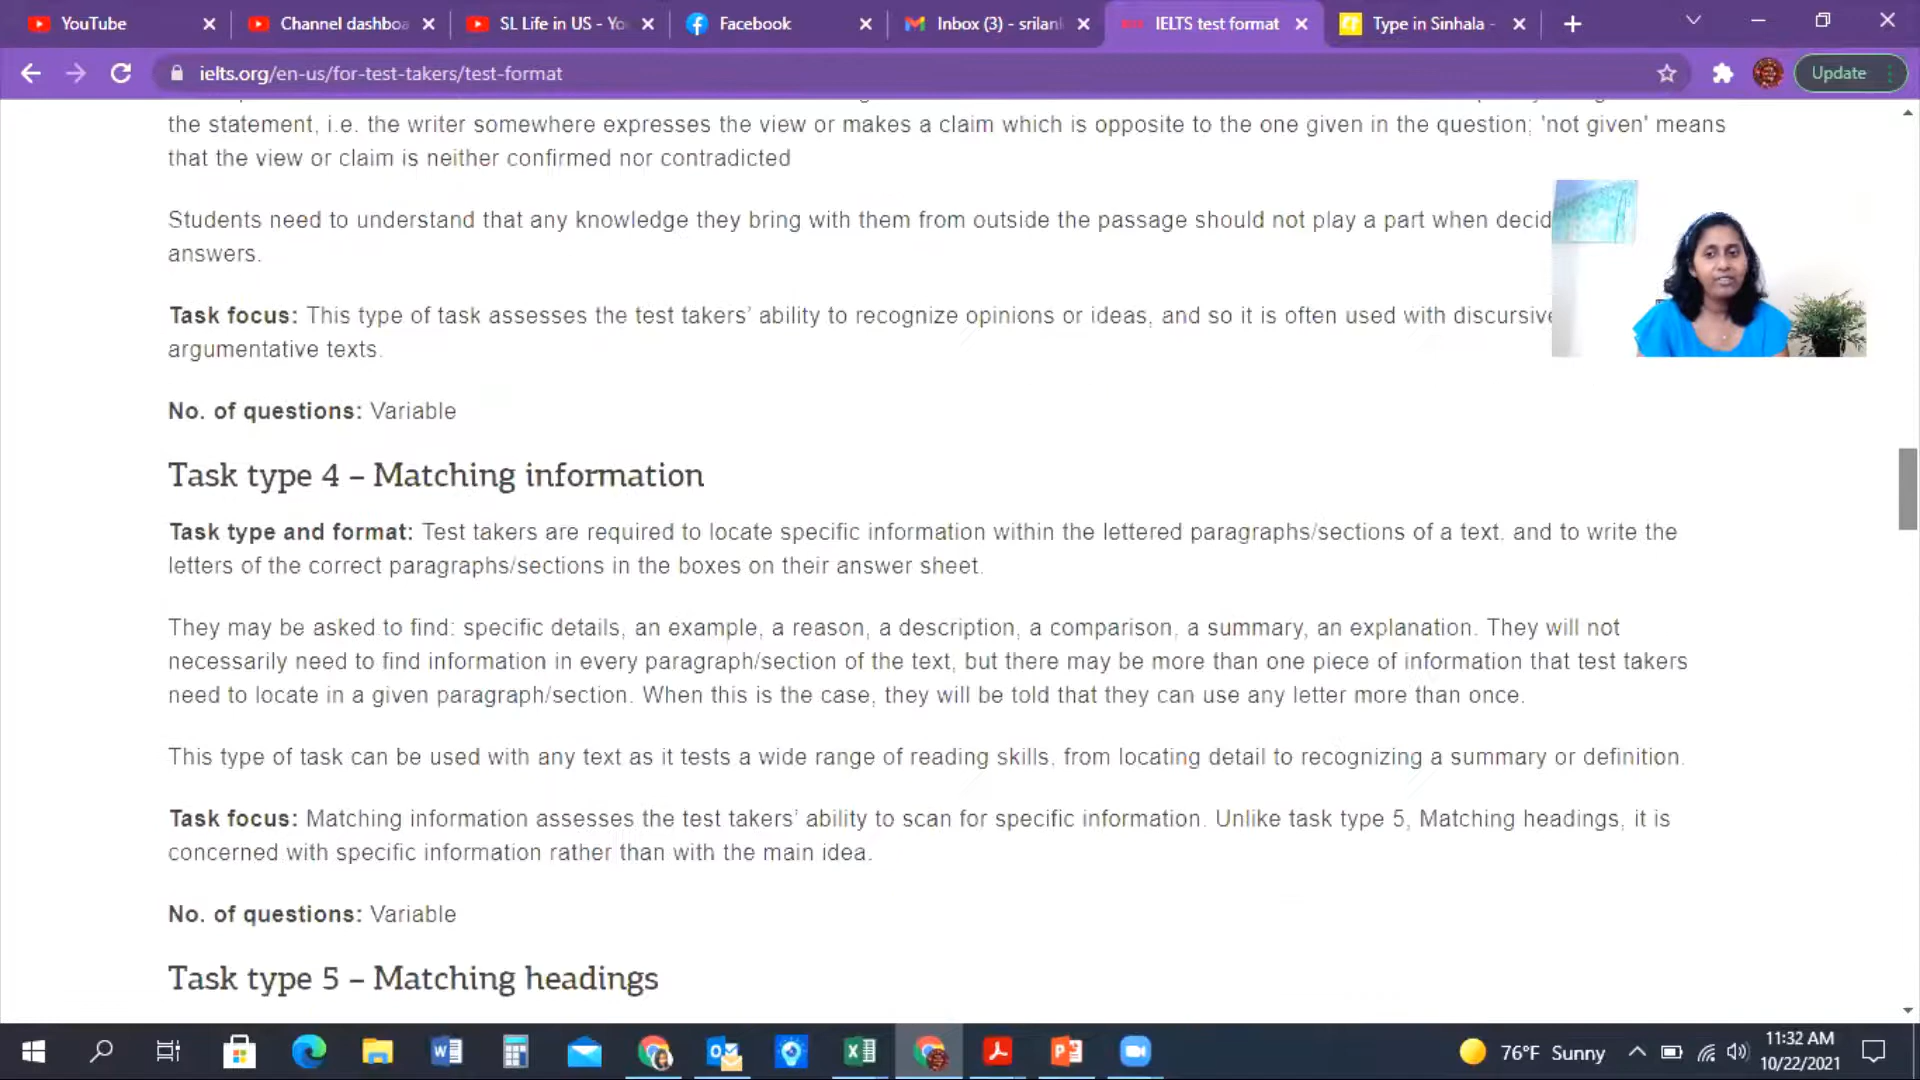 YouTube
Channel dashboa
SL Life in US - Yo
Facebook
Inbox (3) - srilan
IELTS test format
Type in Sinhala -
ielts.org/en-us/for-test-takers/test-format
Update
the statement, i.e. the writer somewhere expresses the view or makes a claim which is opposite to the one given in the question; 'not given' means
that the view or claim is neither confirmed nor contradicted
Students need to understand that any knowledge they bring with them from outside the passage should not play a part when decid
answers.
Task focus: This type of task assesses the test takers’ ability to recognize opinions or ideas, and so it is often used with discursive
argumentative texts.
No. of questions: Variable
Task type 4 – Matching information
Task type and format: Test takers are required to locate specific information within the lettered paragraphs/sections of a text. and to write the
letters of the correct paragraphs/sections in the boxes on their answer sheet.
They may be asked to find: specific details, an example, a reason, a description, a comparison, a summary, an explanation. They will not
necessarily need to find information in every paragraph/section of the text, but there may be more than one piece of information that test takers
need to locate in a given paragraph/section. When this is the case, they will be told that they can use any letter more than once.
This type of task can be used with any text as it tests a wide range of reading skills, from locating detail to recognizing a summary or definition.
Task focus: Matching information assesses the test takers’ ability to scan for specific information. Unlike task type 5, Matching headings, it is
concerned with specific information rather than with the main idea.
No. of questions: Variable
Task type 5 – Matching headings
76°F Sunny
11:32 AM
10/22/2021